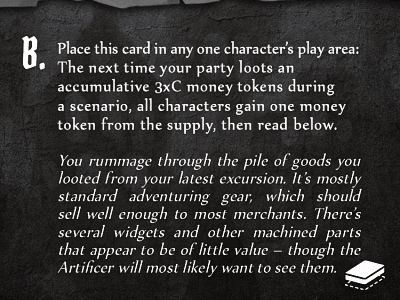 B. Place this card in any one character's play area:
The next time your party loots an
accumulative 3xC money tokens during
a scenario, all characters gain one money
token from the supply, then read below.
You rummage through the pile of goods you
looted from your latest excursion. It's mostly
standard adventuring gear, which should
sell well enough to most merchants. There's
several widgets and other machined parts
that appear to be of little value – though the
Artificer will most likely want to see them.